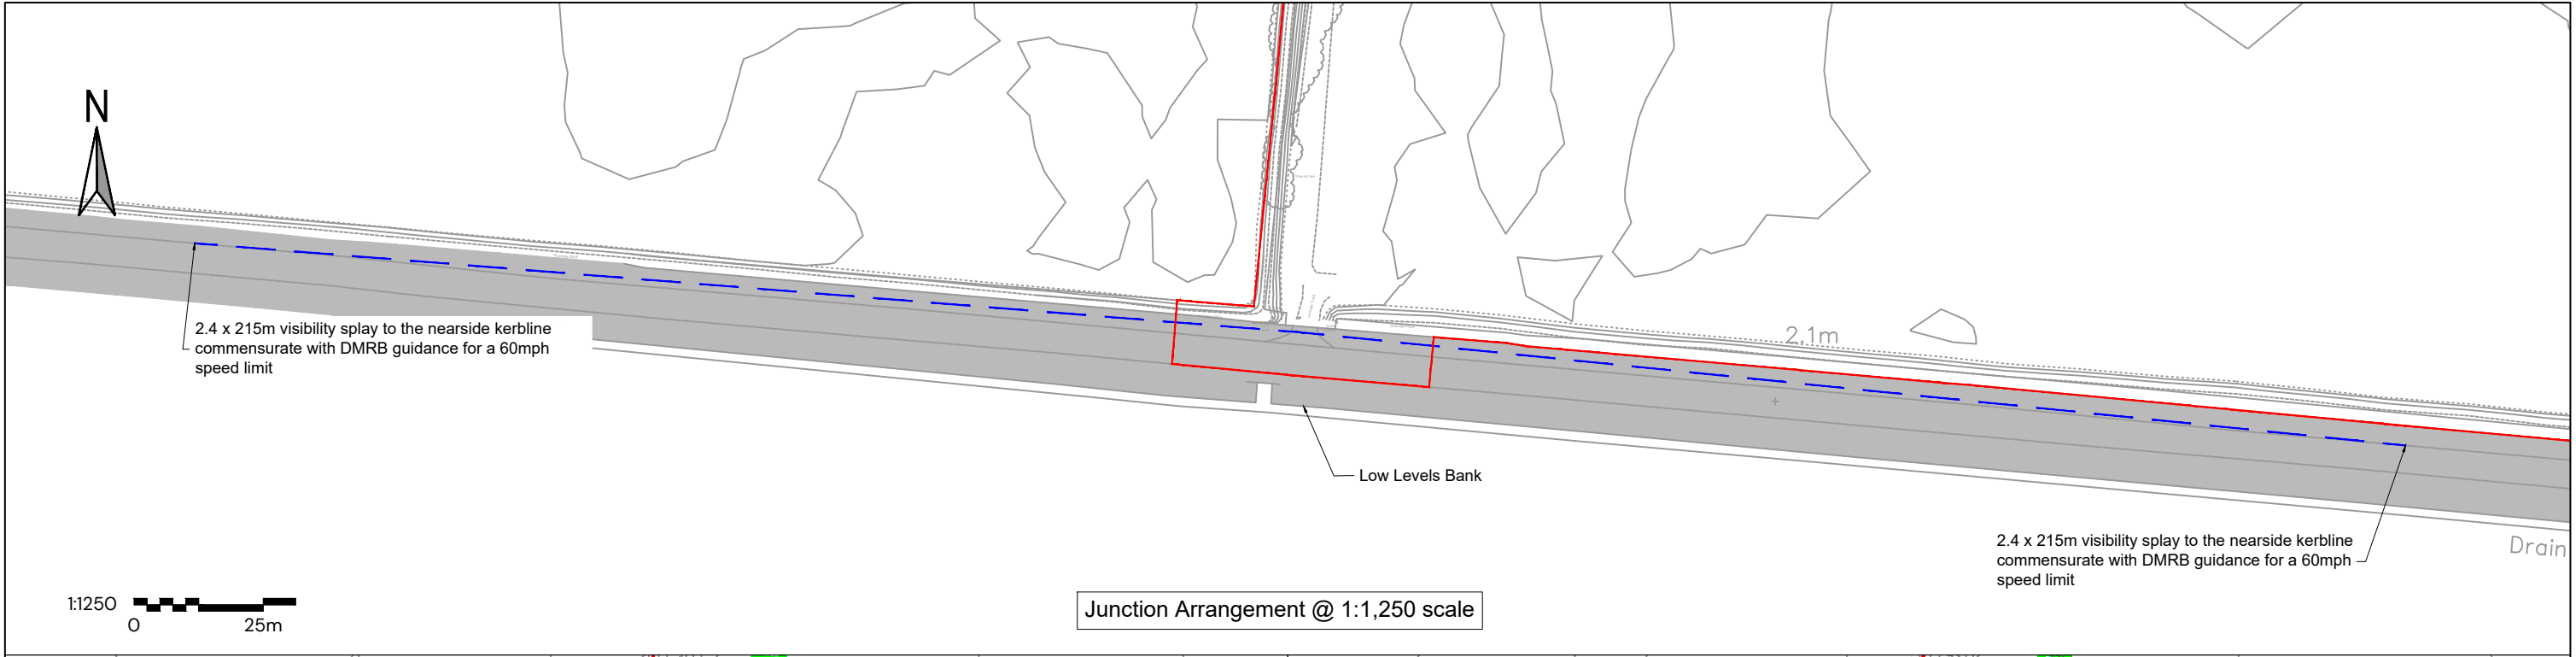 N
2.4 x 215m visibility splay to the nearside kerbline
commensurate with DMRB guidance for a 60mph
speed limit
2.1m
Low Levels Bank
2.4 x 215m visibility splay to the nearside kerbline
commensurate with DMRB guidance for a 60mph
speed limit
Drain
1:1250
0 25m
Junction Arrangement @ 1:1,250 scale